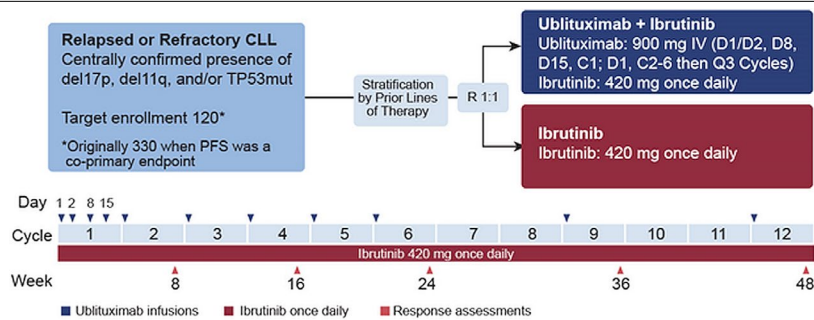 Relapsed or Refractory CLL
Centrally confirmed presence of
del17p, del11q, and/or TP53mut
Target enrollment 120*
*Originally 330 when PFS was a
co-primary endpoint
Stratification
by Prior Lines
of Therapy
R 1:1
Ublituximab + Ibrutinib
Ublituximab: 900 mg IV (D1/D2, D8,
D15, C1; D1, C2-6 then Q3 Cycles)
Ibrutinib: 420 mg once daily
Ibrutinib
Ibrutinib: 420 mg once daily
Day 1 2 8 15
Cycle 1 2 3 4 5 6 7 8 9 10 11 12
Ibrutinib 420 mg once daily
Week 8 16 24 36 48
Ublituximab infusions Ibrutinib once daily Response assessments